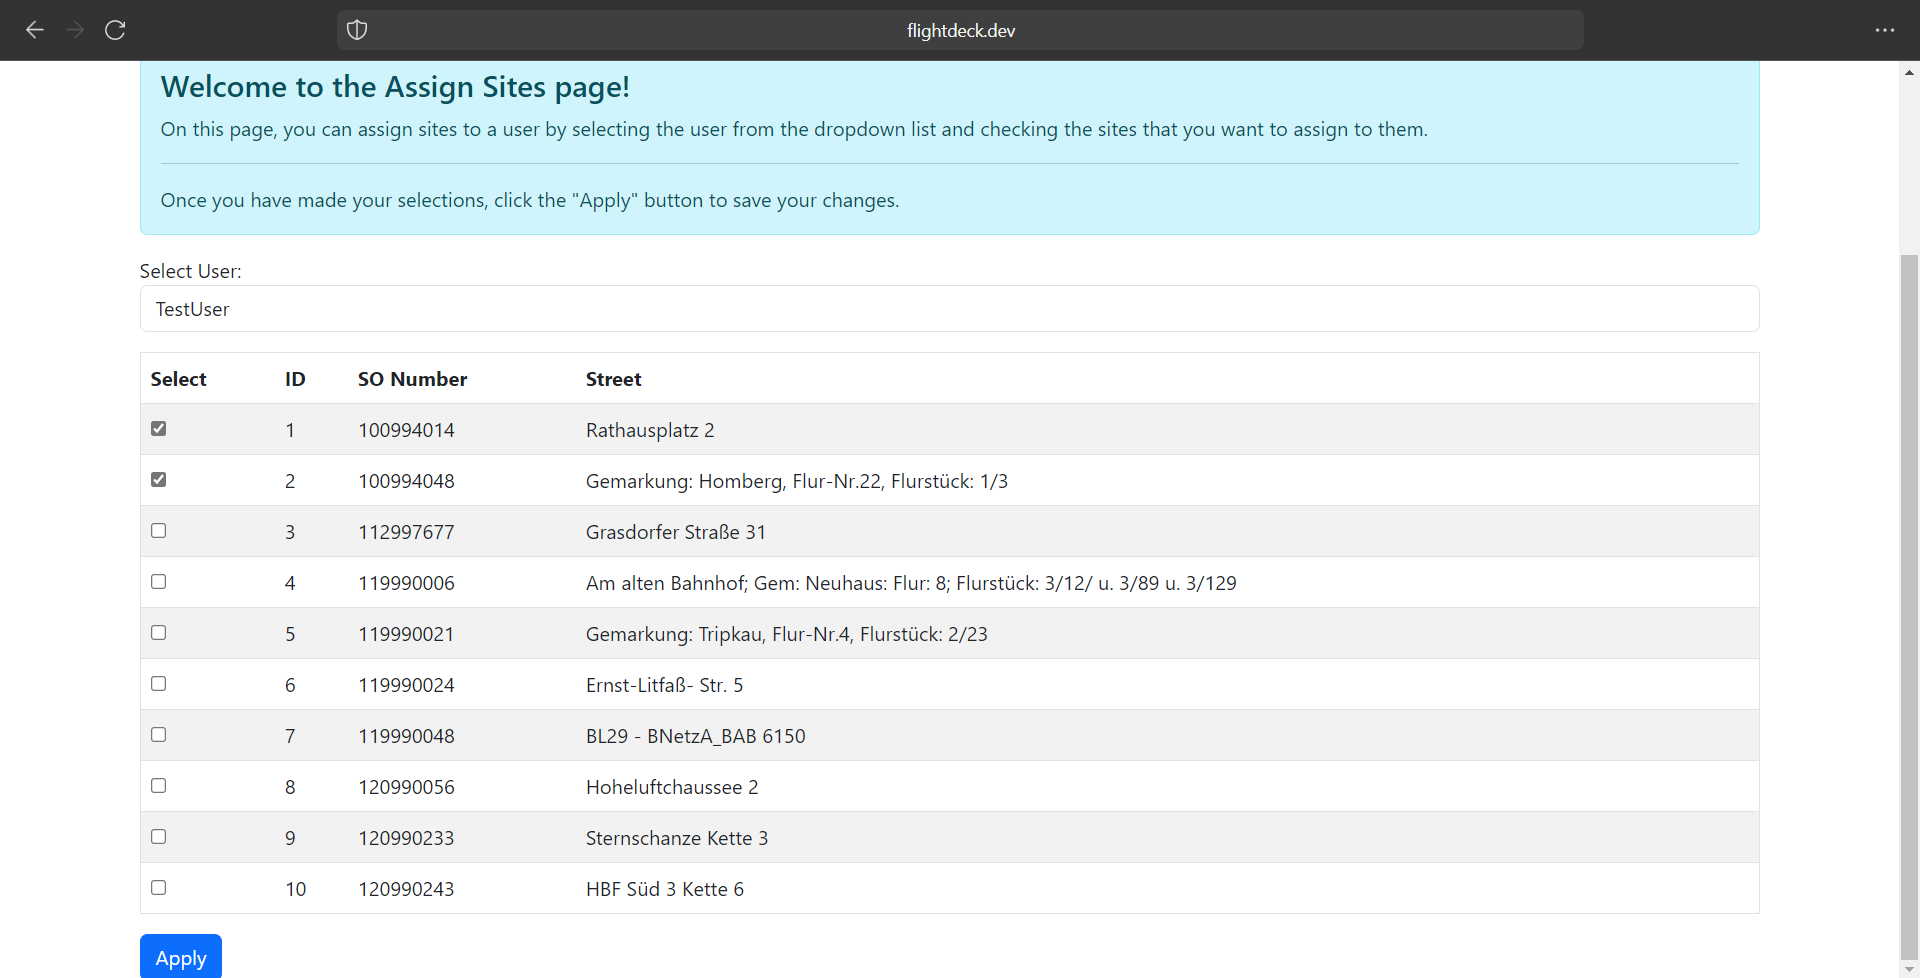 flightdeck.dev
Welcome to the Assign Sites page!
On this page, you can assign sites to a user by selecting the user from the dropdown list and checking the sites that you want to assign to them.
Once you have made your selections, click the "Apply" button to save your changes.
Select User:
TestUser
Select ID SO Number Street
1 100994014 Rathausplatz 2
2 100994048 Gemarkung: Homberg, Flur-Nr.22, Flurstück: 1/3
3 112997677 Grasdorfer Straße 31
4 119990006 Am alten Bahnhof; Gem: Neuhaus: Flur: 8; Flurstück: 3/12/ u. 3/89 u. 3/129
5 119990021 Gemarkung: Tripkau, Flur-Nr.4, Flurstück: 2/23
6 119990024 Ernst-Litfaß- Str. 5
7 119990048 BL29 - BNetzA_BAB 6150
8 120990056 Hoheluftchaussee 2
9 120990233 Sternschanze Kette 3
10 120990243 HBF Süd 3 Kette 6
Apply